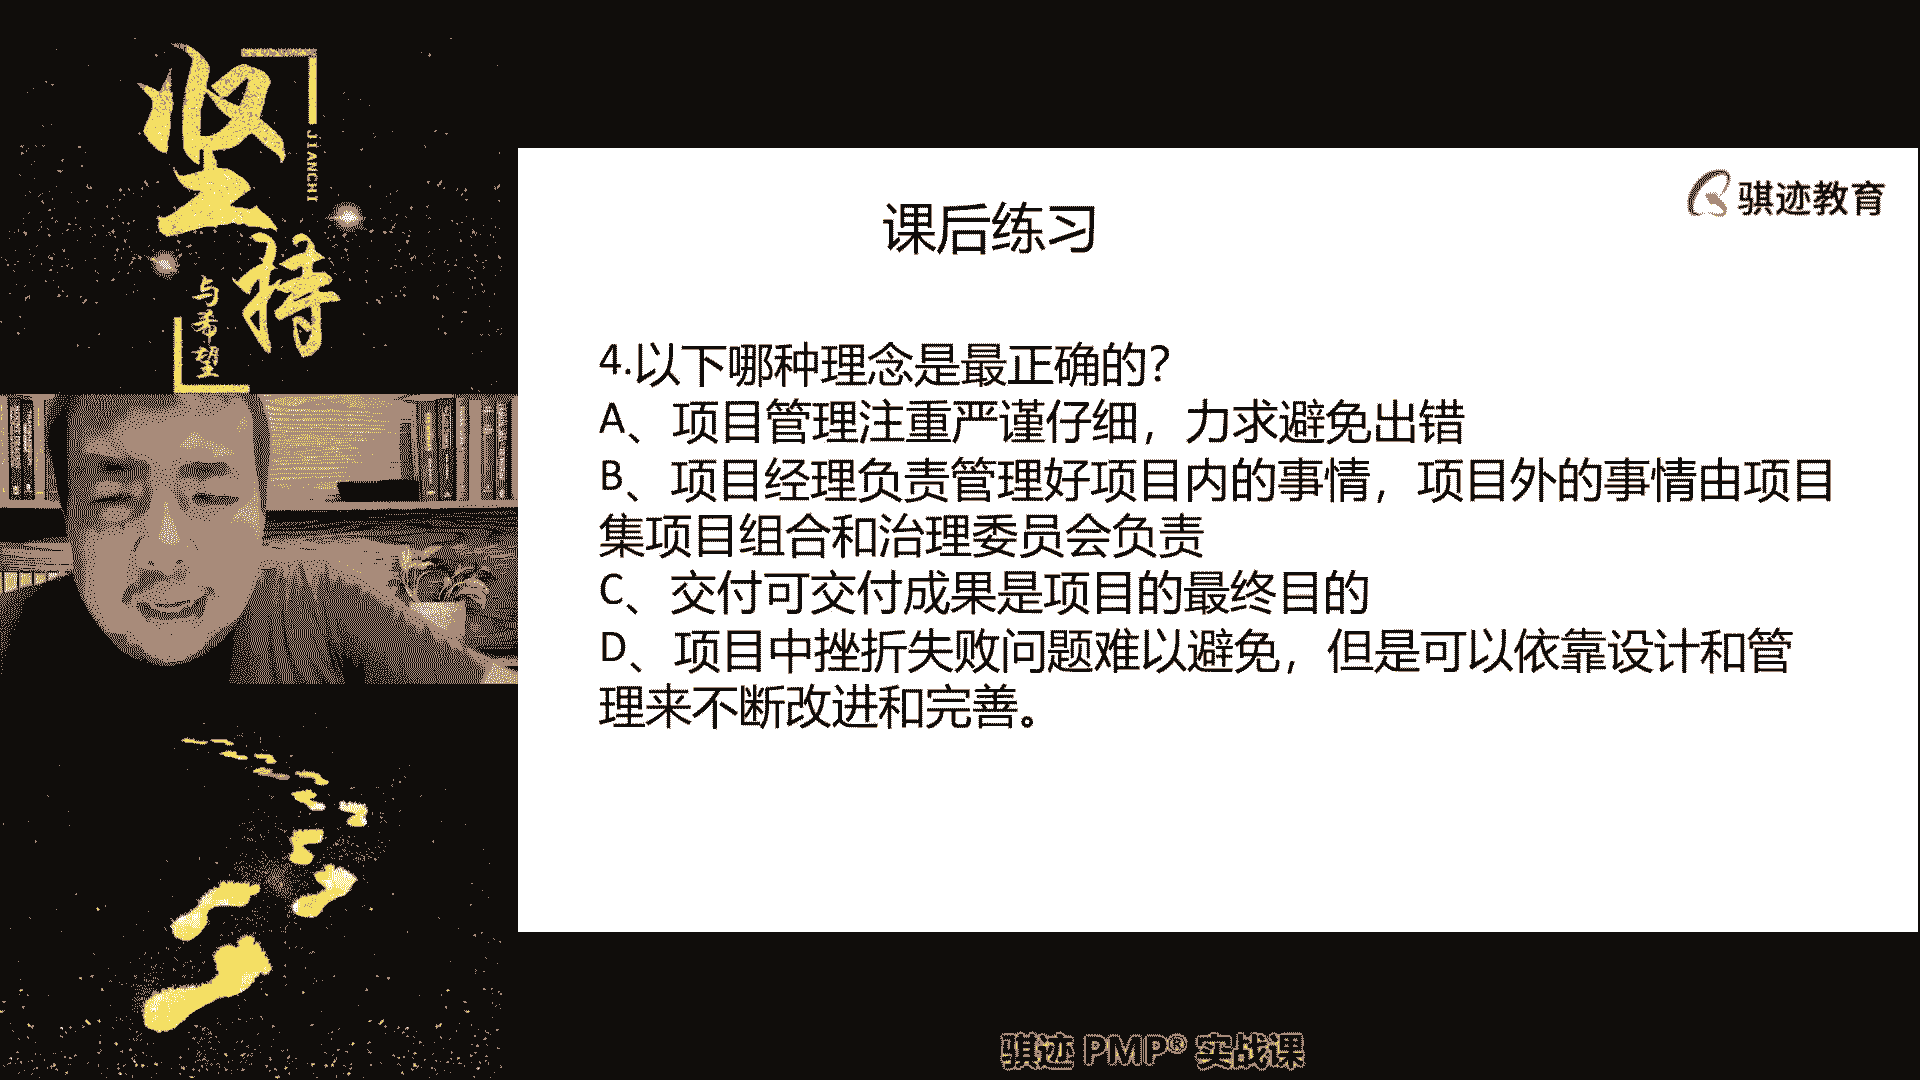 坚持
JIANCHI
与希望
骐迹教育
课后练习
4.以下哪种理念是最正确的?
A、项目管理注重严谨仔细，力求避免出错
B、项目经理负责管理好项目内的事情，项目外的事情由项目
集项目组合和治理委员会负责
C、交付可交付成果是项目的最终目的
D、项目中挫折失败问题难以避免，但是可以依靠设计和管
理来不断改进和完善。
骐迹 PMP® 实战课